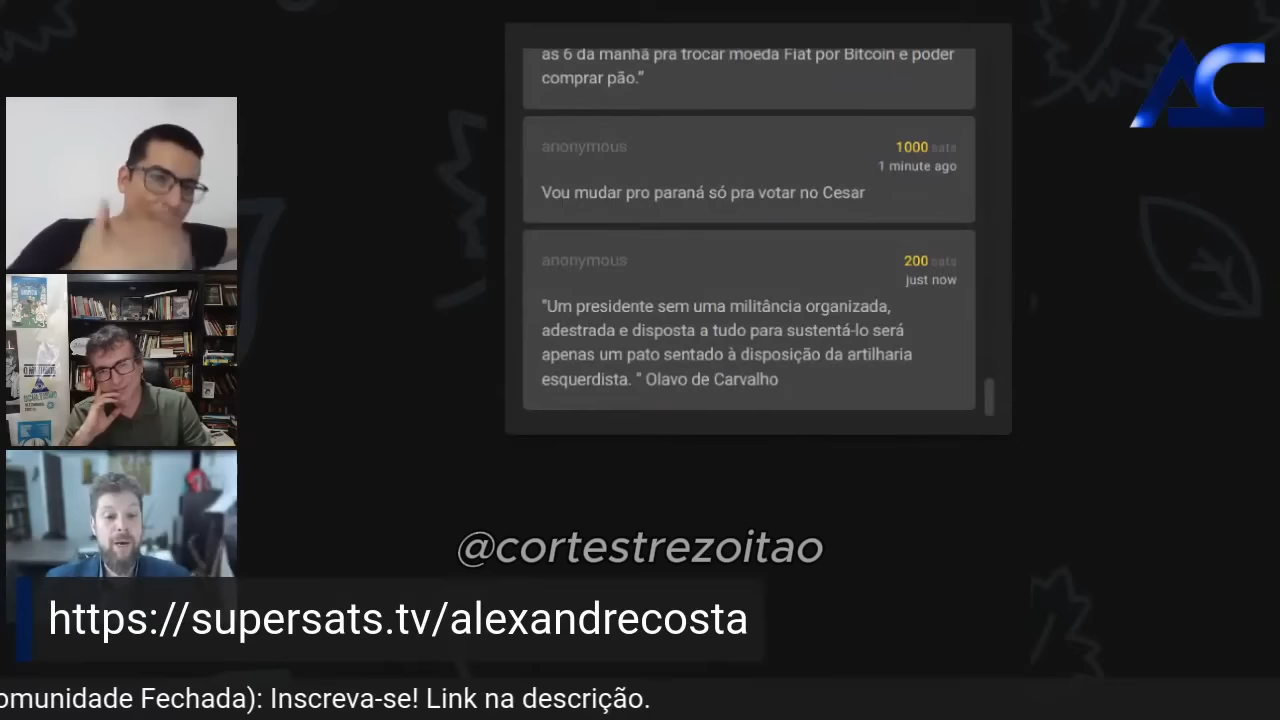 as 6 da manhã pra trocar moeda Fiat por Bitcoin e poder
comprar pão.”
anonymous
1000 sats
1 minute ago
Vou mudar pro paraná só pra votar no Cesar
anonymous
200 sats
just now
"Um presidente sem uma militância organizada,
adestrada e disposta a tudo para sustentá-lo será
apenas um pato sentado à disposição da artilharia
esquerdista. " Olavo de Carvalho
AC
@cortestrezoitao
https://supersats.tv/alexandrecosta
omunidade Fechada): Inscreva-se! Link na descrição.